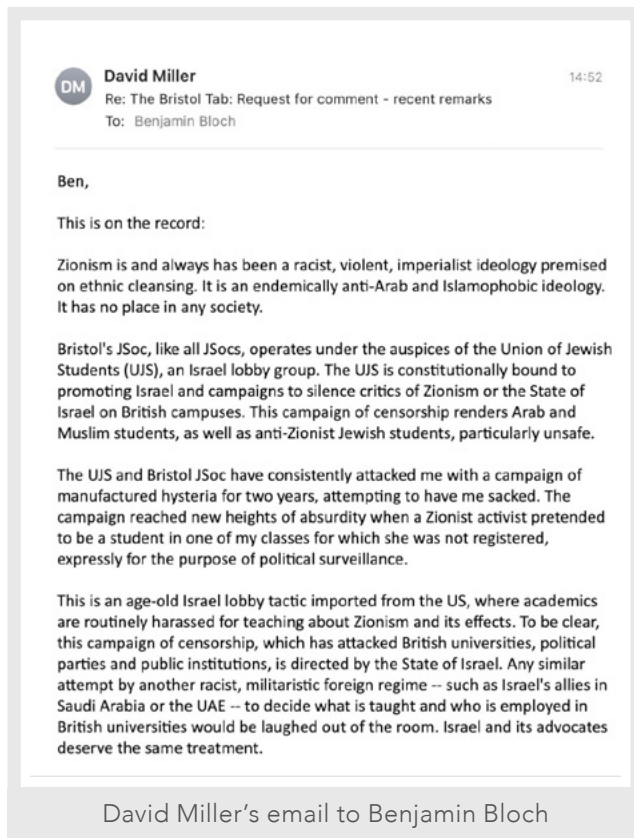 DM
David Miller
14:52
Re: The Bristol Tab: Request for comment - recent remarks
To: Benjamin Bloch
Ben,
This is on the record:
Zionism is and always has been a racist, violent, imperialist ideology premised
on ethnic cleansing. It is an endemically anti-Arab and Islamophobic ideology.
It has no place in any society.
Bristol's JSoc, like all JSocs, operates under the auspices of the Union of Jewish
Students (UJS), an Israel lobby group. The UJS is constitutionally bound to
promoting Israel and campaigns to silence critics of Zionism or the State of
Israel on British campuses. This campaign of censorship renders Arab and
Muslim students, as well as anti-Zionist Jewish students, particularly unsafe.
The UJS and Bristol JSoc have consistently attacked me with a campaign of
manufactured hysteria for two years, attempting to have me sacked. The
campaign reached new heights of absurdity when a Zionist activist pretended
to be a student in one of my classes for which she was not registered,
expressly for the purpose of political surveillance.
This is an age-old Israel lobby tactic imported from the US, where academics
are routinely harassed for teaching about Zionism and its effects. To be clear,
this campaign of censorship, which has attacked British universities, political
parties and public institutions, is directed by the State of Israel. Any similar
attempt by another racist, militaristic foreign regime -- such as Israel's allies in
Saudi Arabia or the UAE -- to decide what is taught and who is employed in
British universities would be laughed out of the room. Israel and its advocates
deserve the same treatment.
David Miller’s email to Benjamin Bloch